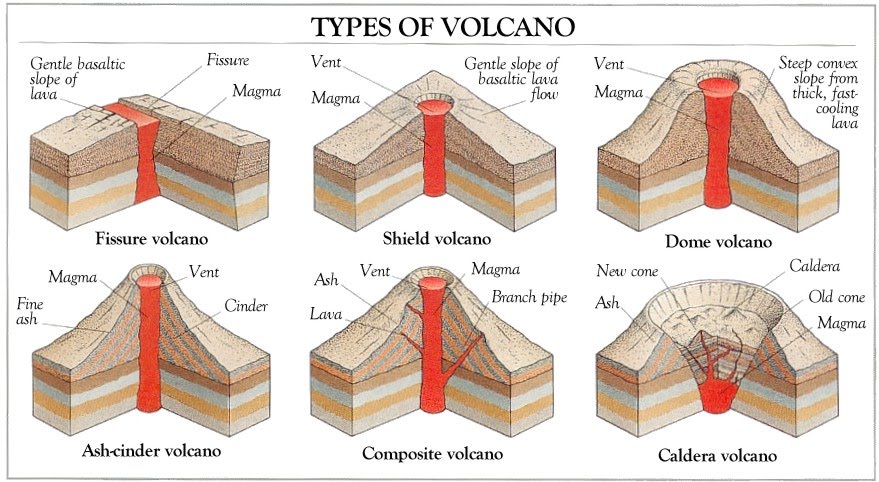 TYPES OF VOLCANO
Gentle basaltic
slope of
lava
Fissure
Magma
Fissure volcano
Vent
Magma
Gentle slope of
basaltic lava
flow
Shield volcano
Vent
Magma
Steep convex
slope from
thick, fast-
cooling
lava
Dome volcano
Magma
Vent
Fine
ash
Cinder
Ash-cinder volcano
Ash
Vent
Magma
Lava
Branch pipe
Composite volcano
New cone
Caldera
Ash
Old cone
Magma
Caldera volcano